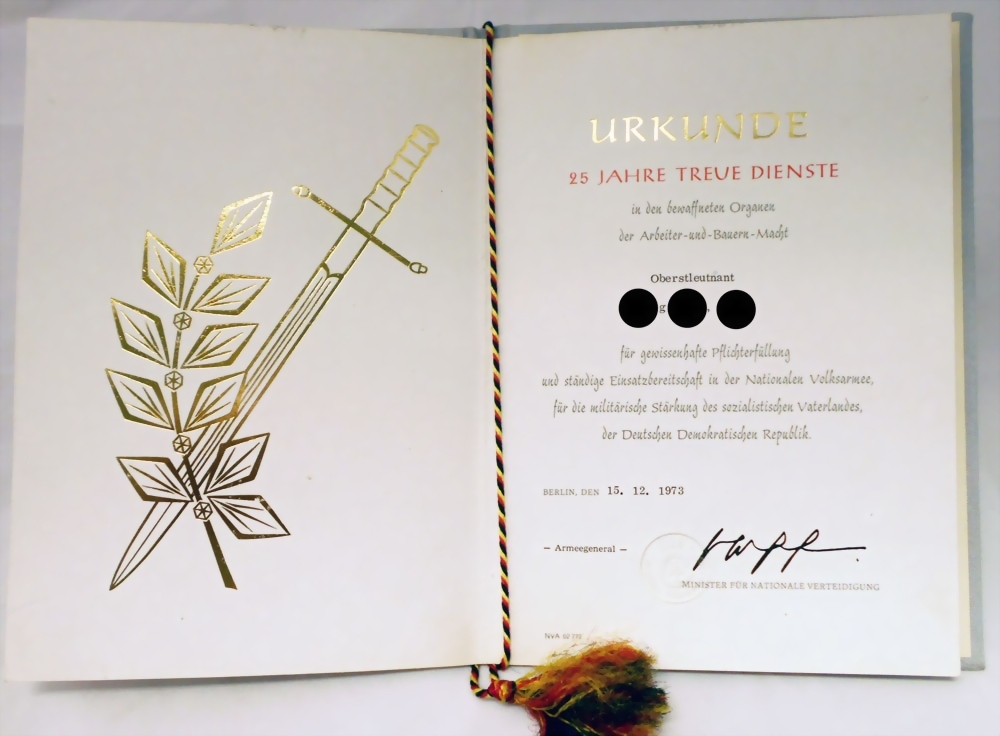 URKUNDE
25 JAHRE TREUE DIENSTE
in den bewaffneten Organen
der Arbeiter-und-Bauern-Macht
Oberstleutnant
g ,
für gewissenhafte Pflichterfüllung
und ständige Einsatzbereitschaft in der Nationalen Volksarmee,
für die militärische Stärkung des sozialistischen Vaterlandes,
der Deutschen Demokratischen Republik.
BERLIN, DEN 15. 12. 1973
– Armeegeneral –
MINISTER FÜR NATIONALE VERTEIDIGUNG
NVA